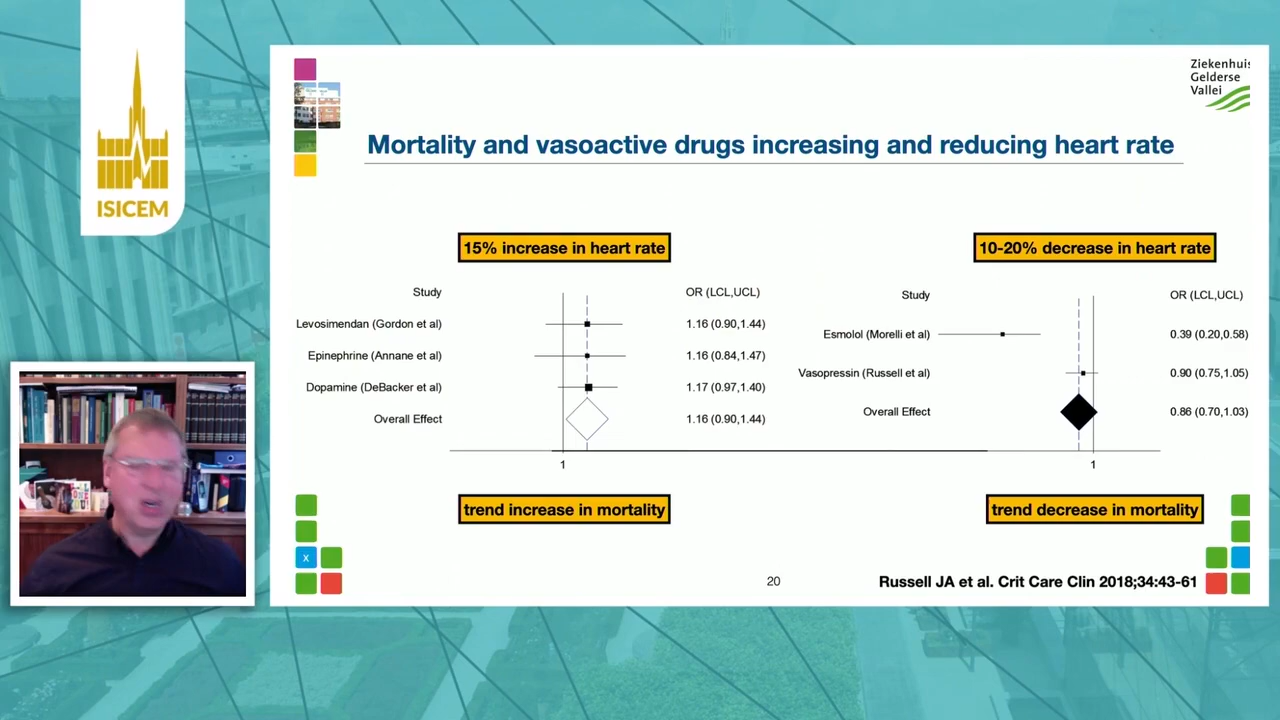 ISICEM
Ziekenhuis
Gelderse
Vallei
Mortality and vasoactive drugs increasing and reducing heart rate
15% increase in heart rate
Study OR (LCL,UCL)
Levosimendan (Gordon et al) 1.16 (0.90,1.44)
Epinephrine (Annane et al) 1.16 (0.84,1.47)
Dopamine (DeBacker et al) 1.17 (0.97,1.40)
Overall Effect 1.16 (0.90,1.44)
1
trend increase in mortality
10-20% decrease in heart rate
Study OR (LCL,UCL)
Esmolol (Morelli et al) 0.39 (0.20,0.58)
Vasopressin (Russell et al) 0.90 (0.75,1.05)
Overall Effect 0.86 (0.70,1.03)
1
trend decrease in mortality
x
20
Russell JA et al. Crit Care Clin 2018;34:43-61